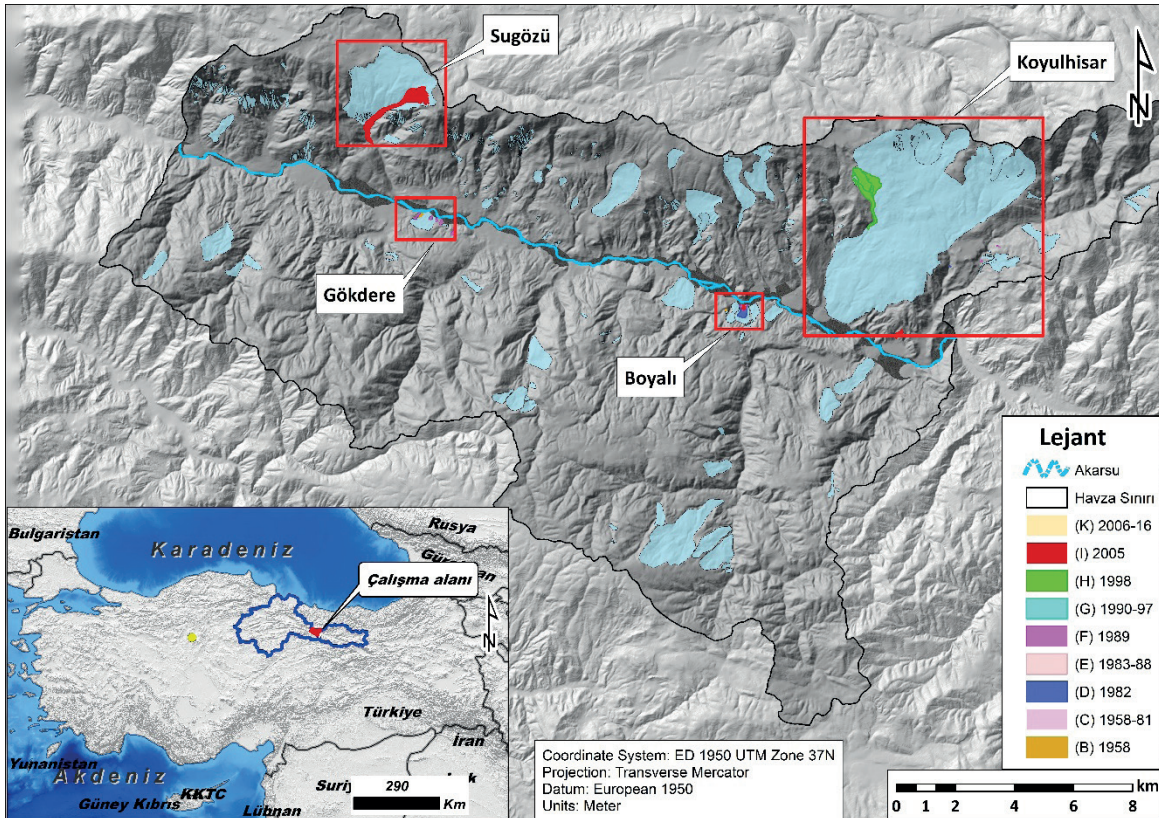 Sugözü
Koyulhisar
N
Gökdere
Boyalı
Lejant
Akarsu
Havza Sınırı
(K) 2006-16
(I) 2005
(H) 1998
(G) 1990-97
(F) 1989
(E) 1983-88
(D) 1982
(C) 1958-81
(B) 1958
Bulgaristan
Karadeniz
Rusya
Çalışma alanı
N
Türkiye
İran
Yunanistan
Akdeniz
Güney Kıbrıs
KKTC
Lübnan
290
Km
Coordinate System: ED 1950 UTM Zone 37N
Projection: Transverse Mercator
Datum: European 1950
Units: Meter
0 1 2 4 6 8
km